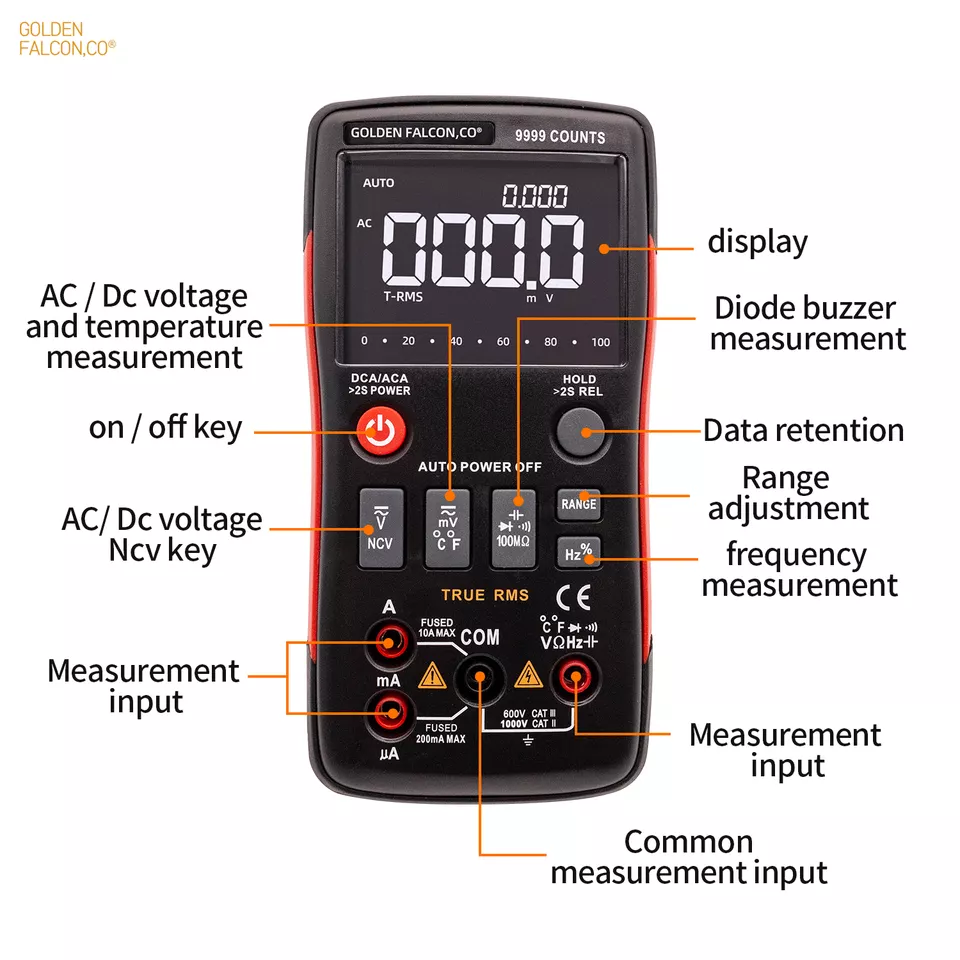 GOLDEN
FALCON,CO®
GOLDEN FALCON,CO®
9999 COUNTS
AUTO
0.000
AC
000.0
T-RMS
m V
0 • 20 • 40 • 60 • 80 • 100
display
AC / Dc voltage
and temperature
measurement
Diode buzzer
measurement
DCA/ACA
>2S POWER
HOLD
>2S REL
on / off key
Data retention
AUTO POWER OFF
Range
adjustment
V
NCV
mV
°C °F
100MΩ
RANGE
Hz%
AC/ Dc voltage
Ncv key
frequency
measurement
TRUE RMS
CE
A
FUSED
10A MAX
COM
°C °F
VΩHz
Measurement
input
mA
FUSED
200mA MAX
μA
600V CAT III
1000V CAT II
Measurement
input
Common
measurement input